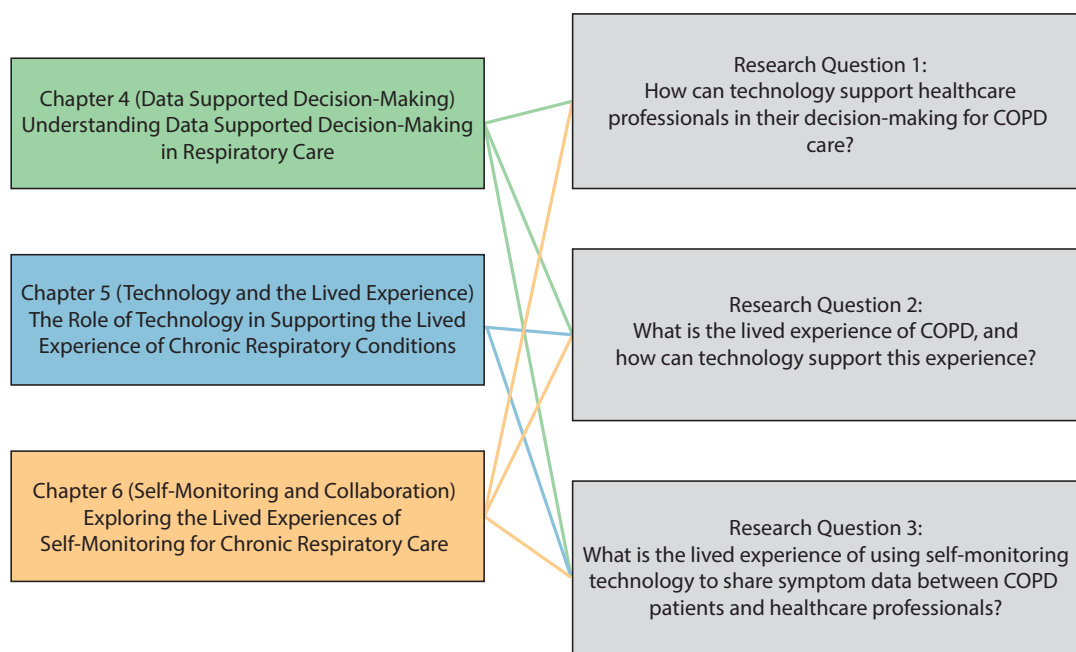 Chapter 4 (Data Supported Decision-Making)
Understanding Data Supported Decision-Making
in Respiratory Care
Chapter 5 (Technology and the Lived Experience)
The Role of Technology in Supporting the Lived
Experience of Chronic Respiratory Conditions
Chapter 6 (Self-Monitoring and Collaboration)
Exploring the Lived Experiences of
Self-Monitoring for Chronic Respiratory Care
Research Question 1:
How can technology support healthcare
professionals in their decision-making for COPD
care?
Research Question 2:
What is the lived experience of COPD, and
how can technology support this experience?
Research Question 3:
What is the lived experience of using self-monitoring
technology to share symptom data between COPD
patients and healthcare professionals?